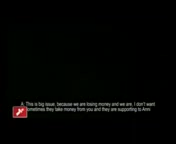 A: This is big issue, because we are losing money and we are, I don't want
sometimes they take money from you and they are supporting to Anni